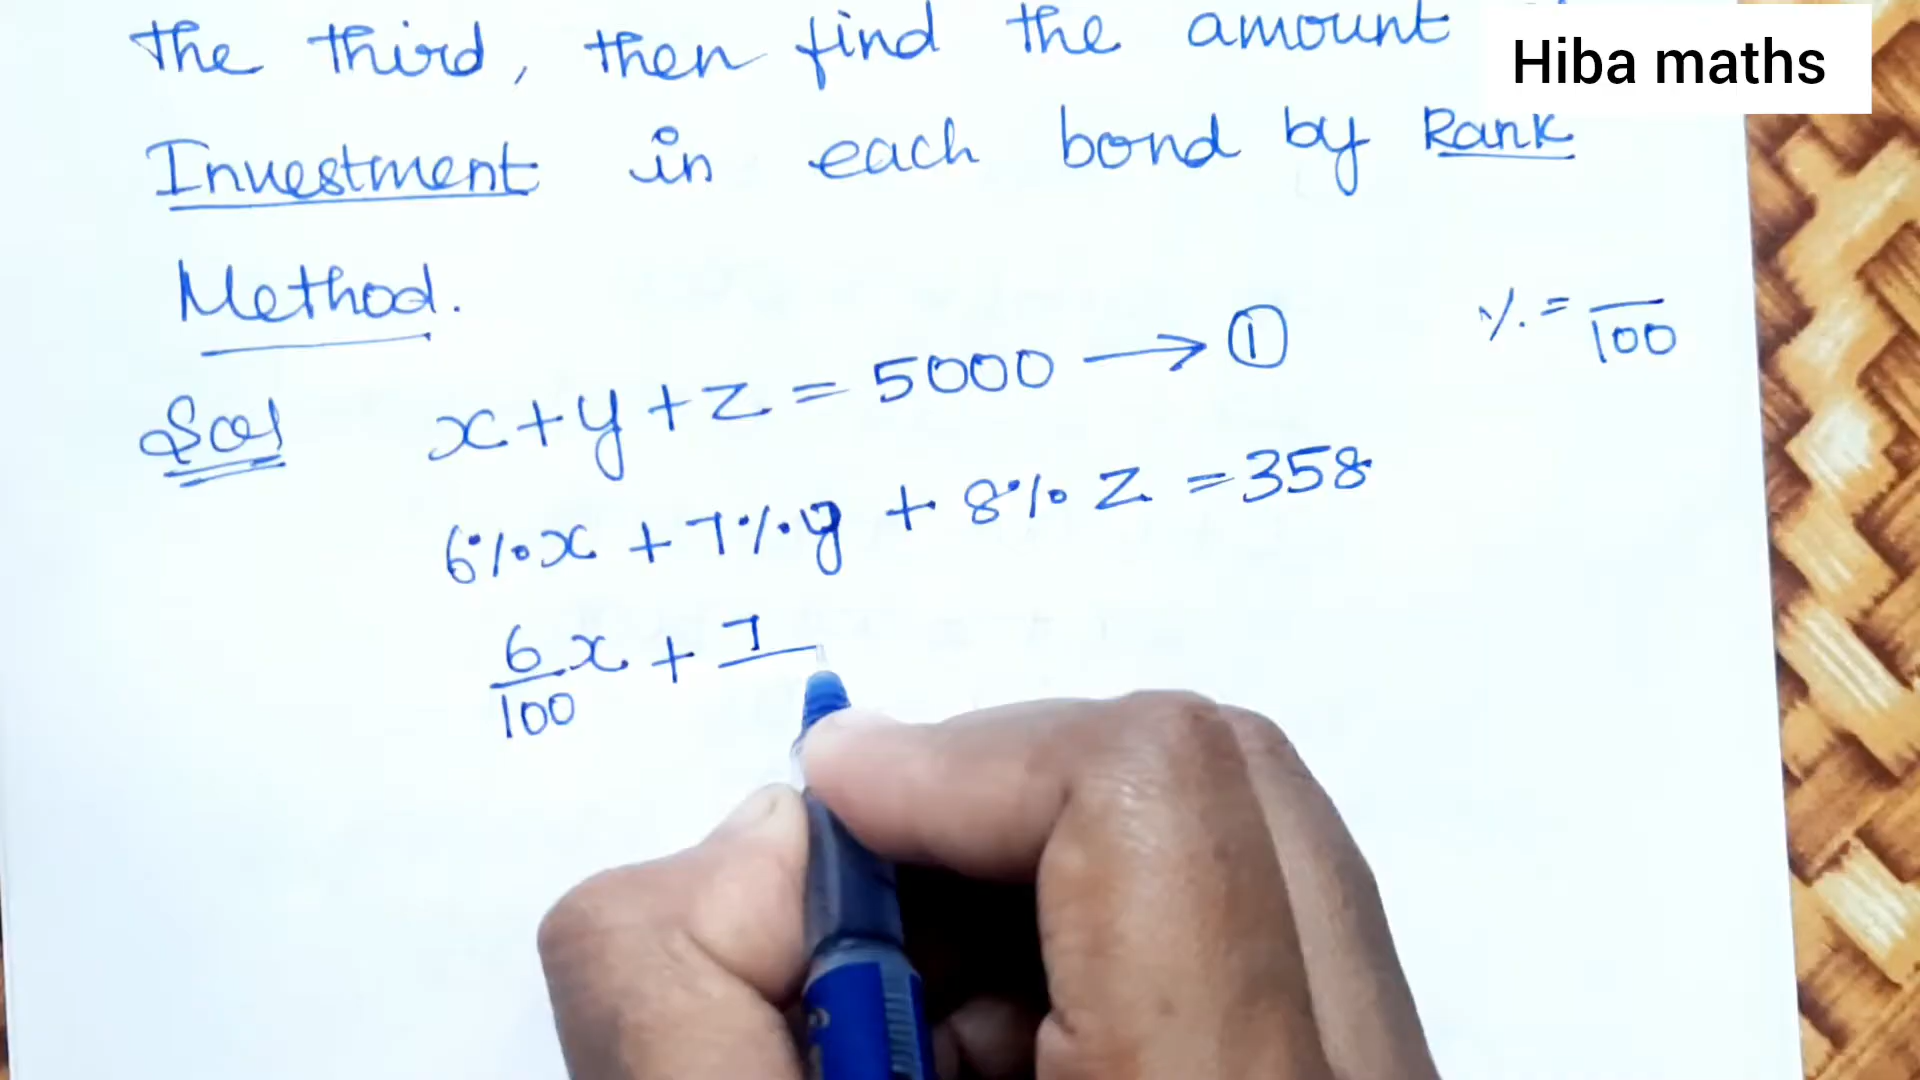 the third, then find the amount
Hiba maths
Investment in each bond by Rank
Method.
% = /100
Sol x+y+z = 5000 → ①
6%x + 7%y + 8% z = 358
6/100 x + 7